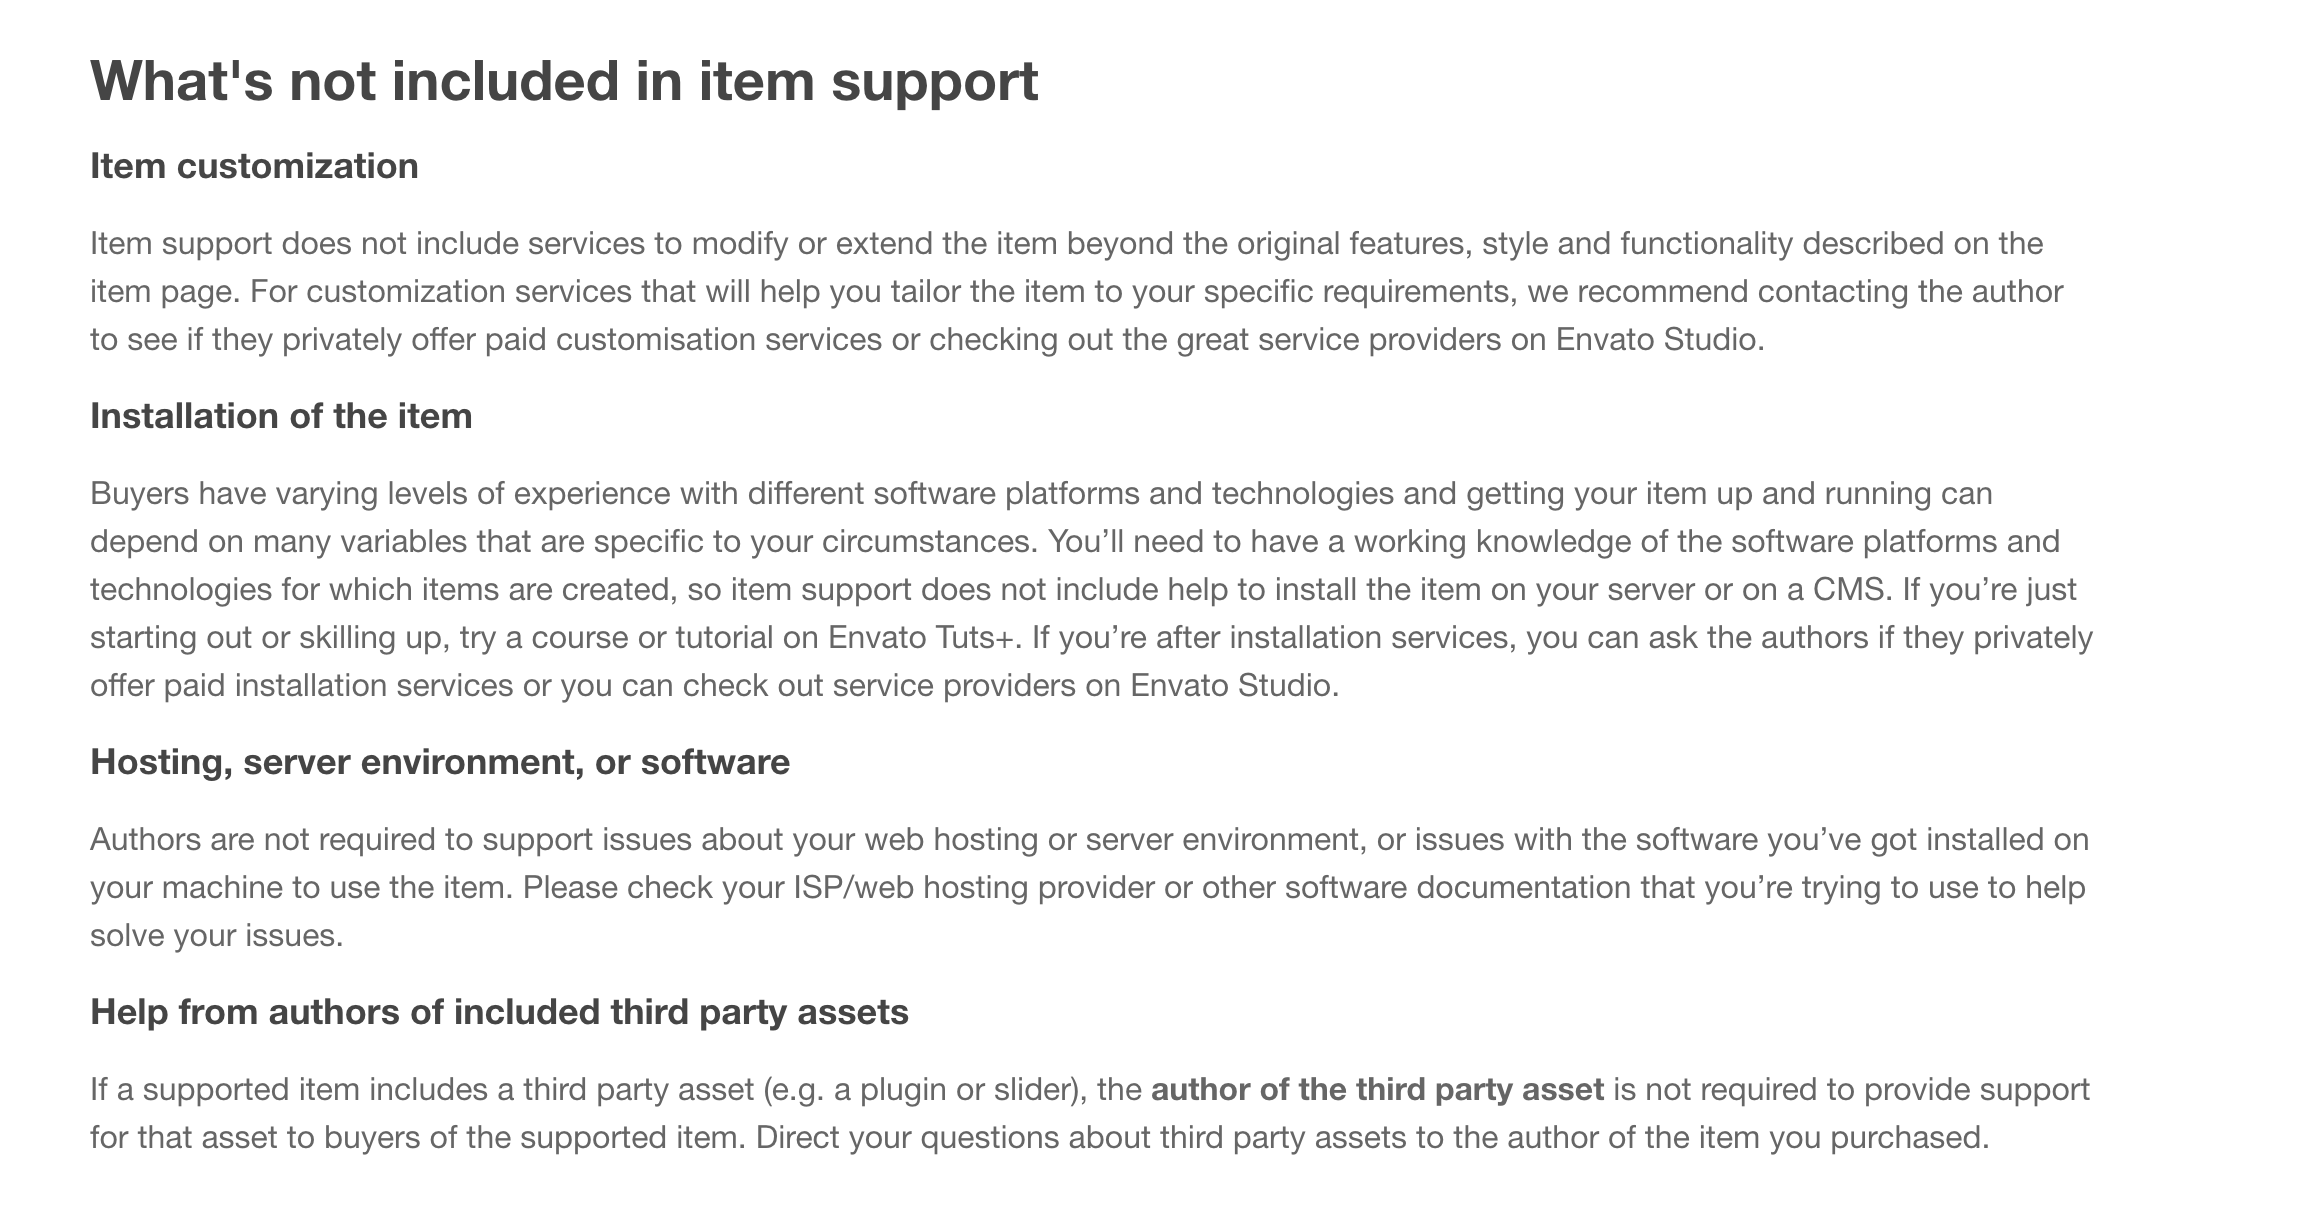 What's not included in item support
Item customization
Item support does not include services to modify or extend the item beyond the original features, style and functionality described on the
item page. For customization services that will help you tailor the item to your specific requirements, we recommend contacting the author
to see if they privately offer paid customisation services or checking out the great service providers on Envato Studio.
Installation of the item
Buyers have varying levels of experience with different software platforms and technologies and getting your item up and running can
depend on many variables that are specific to your circumstances. You’ll need to have a working knowledge of the software platforms and
technologies for which items are created, so item support does not include help to install the item on your server or on a CMS. If you’re just
starting out or skilling up, try a course or tutorial on Envato Tuts+. If you’re after installation services, you can ask the authors if they privately
offer paid installation services or you can check out service providers on Envato Studio.
Hosting, server environment, or software
Authors are not required to support issues about your web hosting or server environment, or issues with the software you’ve got installed on
your machine to use the item. Please check your ISP/web hosting provider or other software documentation that you’re trying to use to help
solve your issues.
Help from authors of included third party assets
If a supported item includes a third party asset (e.g. a plugin or slider), the author of the third party asset is not required to provide support
for that asset to buyers of the supported item. Direct your questions about third party assets to the author of the item you purchased.